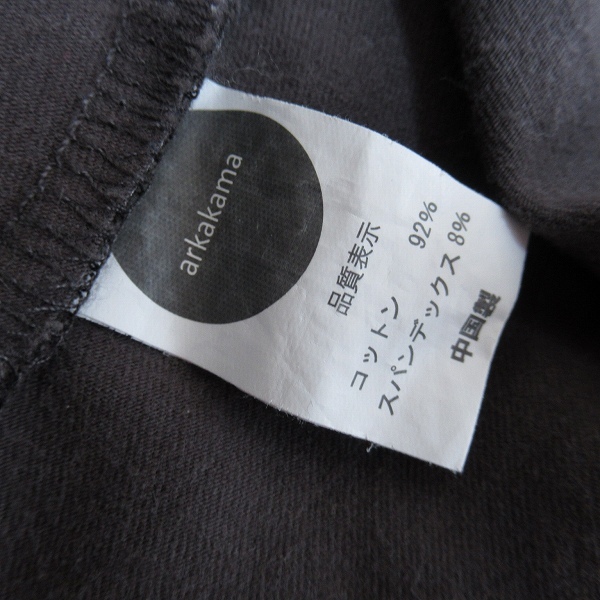 arkakama
品質表示
コットン 92%
スパンデックス 8%
中国製